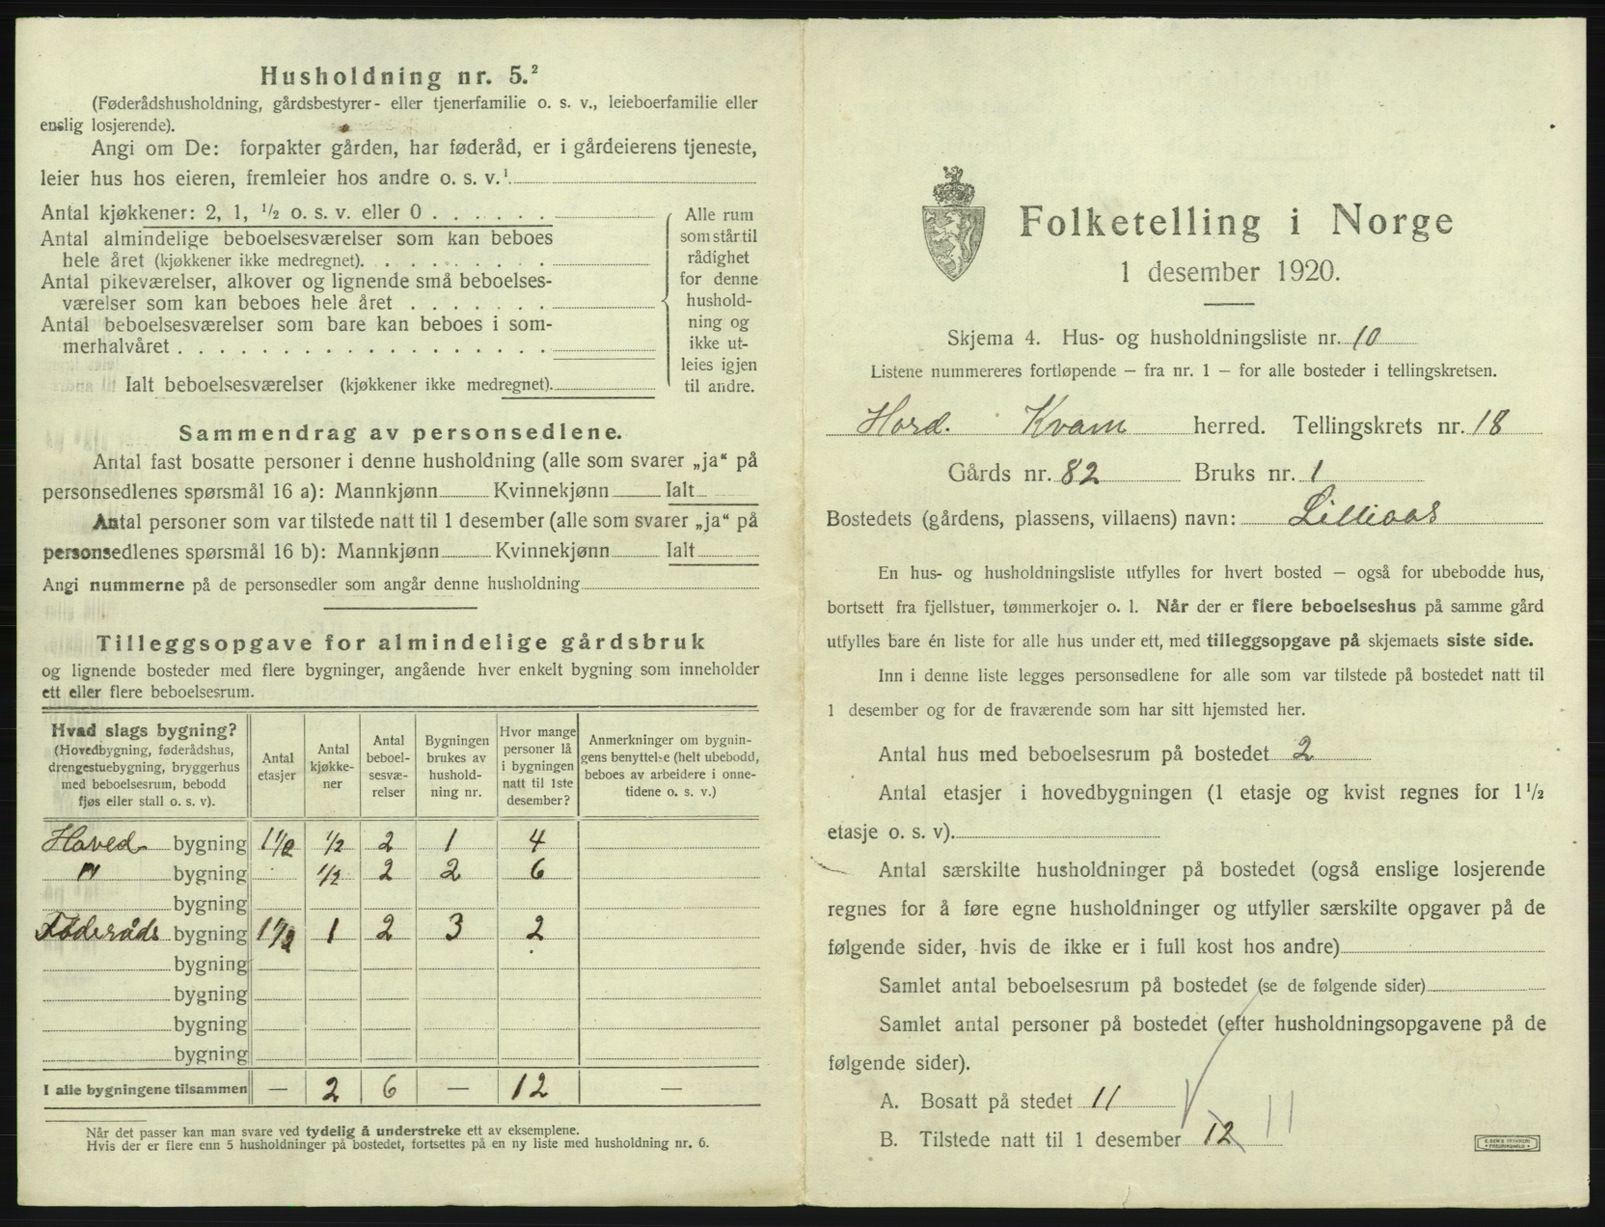 Husholdning nr. 5.²
(Føderådshusholdning, gårdsbestyrer- eller tjenerfamilie o. s. v., leieboerfamilie eller
enslig losjerende).
Angi om De: forpakter gården, har føderåd, er i gårdeierens tjeneste,
leier hus hos eieren, fremleier hos andre o. s. v.¹
Antal kjøkkener: 2, 1, ½ o. s. v. eller 0 . . . . . .
Antal almindelige beboelsesværelser som kan beboes
hele året (kjøkkener ikke medregnet). . . . . . . . .
Antal pikeværelser, alkover og lignende små beboelses-
værelser som kan beboes hele året . . . . . . .
Antal beboelsesværelser som bare kan beboes i som-
merhalvåret . . . . . . . . . . . . . . . . . .
Ialt beboelsesværelser (kjøkkener ikke medregnet).
Alle rum
som står til
rådighet
for denne
hushold-
ning og
ikke ut-
leies igjen
til andre.
Sammendrag av personsedlene.
Antal fast bosatte personer i denne husholdning (alle som svarer „ja“ på
personsedlenes spørsmål 16 a): Mannkjønn Kvinnekjønn Ialt
Antal personer som var tilstede natt til 1 desember (alle som svarer „ja“ på
personsedlenes spørsmål 16 b): Mannkjønn Kvinnekjønn Ialt
Angi nummerne på de personsedler som angår denne husholdning
Tilleggsopgave for almindelige gårdsbruk
og lignende bosteder med flere bygninger, angående hver enkelt bygning som inneholder
ett eller flere beboelsesrum.
Hvad slags bygning?
(Hovedbygning, føderådshus,
drengestuebygning, bryggerhus
med beboelsesrum, bebodd
fjøs eller stall o. s. v).
Antal
etasjer
Antal
kjøkke-
ner
Antal
beboel-
sesvæ-
relser
Bygningen
brukes av
hushold-
ning nr.
Hvor mange
personer lå
i bygningen
natt til 1ste
desember?
Anmerkninger om bygnin-
gens benyttelse (helt ubebodd,
beboes av arbeidere i onne-
tidene o. s. v.)
Hoved bygning 1½ ½ 2 1 4
" bygning ½ 2 2 6
bygning
Føderåds bygning 1½ 1 2 3 2
bygning
bygning
bygning
bygning
I alle bygningene tilsammen — 2 6 — 12 —
Når det passer kan man svare ved tydelig å understreke ett av eksemplene.
Hvis der er flere enn 5 husholdninger på bostedet, fortsettes på en ny liste med husholdning nr. 6.
Folketelling i Norge
1 desember 1920.
Skjema 4. Hus- og husholdningsliste nr. 10
Listene nummereres fortløpende — fra nr. 1 — for alle bosteder i tellingskretsen.
Hord. Kvam herred. Tellingskrets nr. 18
Gårds nr. 82 Bruks nr. 1
Bostedets (gårdens, plassens, villaens) navn: Lilleaas
En hus- og husholdningsliste utfylles for hvert bosted — også for ubebodde hus,
bortsett fra fjellstuer, tømmerkojer o. l. Når der er flere beboelseshus på samme gård
utfylles bare én liste for alle hus under ett, med tilleggsopgave på skjemaets siste side.
Inn i denne liste legges personsedlene for alle som var tilstede på bostedet natt til
1 desember og for de fraværende som har sitt hjemsted her.
Antal hus med beboelsesrum på bostedet 2
Antal etasjer i hovedbygningen (1 etasje og kvist regnes for 1½
etasje o. s. v).
Antal særskilte husholdninger på bostedet (også enslige losjerende
regnes for å føre egne husholdninger og utfyller særskilte opgaver på de
følgende sider, hvis de ikke er i full kost hos andre)
Samlet antal beboelsesrum på bostedet (se de følgende sider)
Samlet antal personer på bostedet (efter husholdningsopgavene på de
følgende sider).
A. Bosatt på stedet 11
B. Tilstede natt til 1 desember 12 11